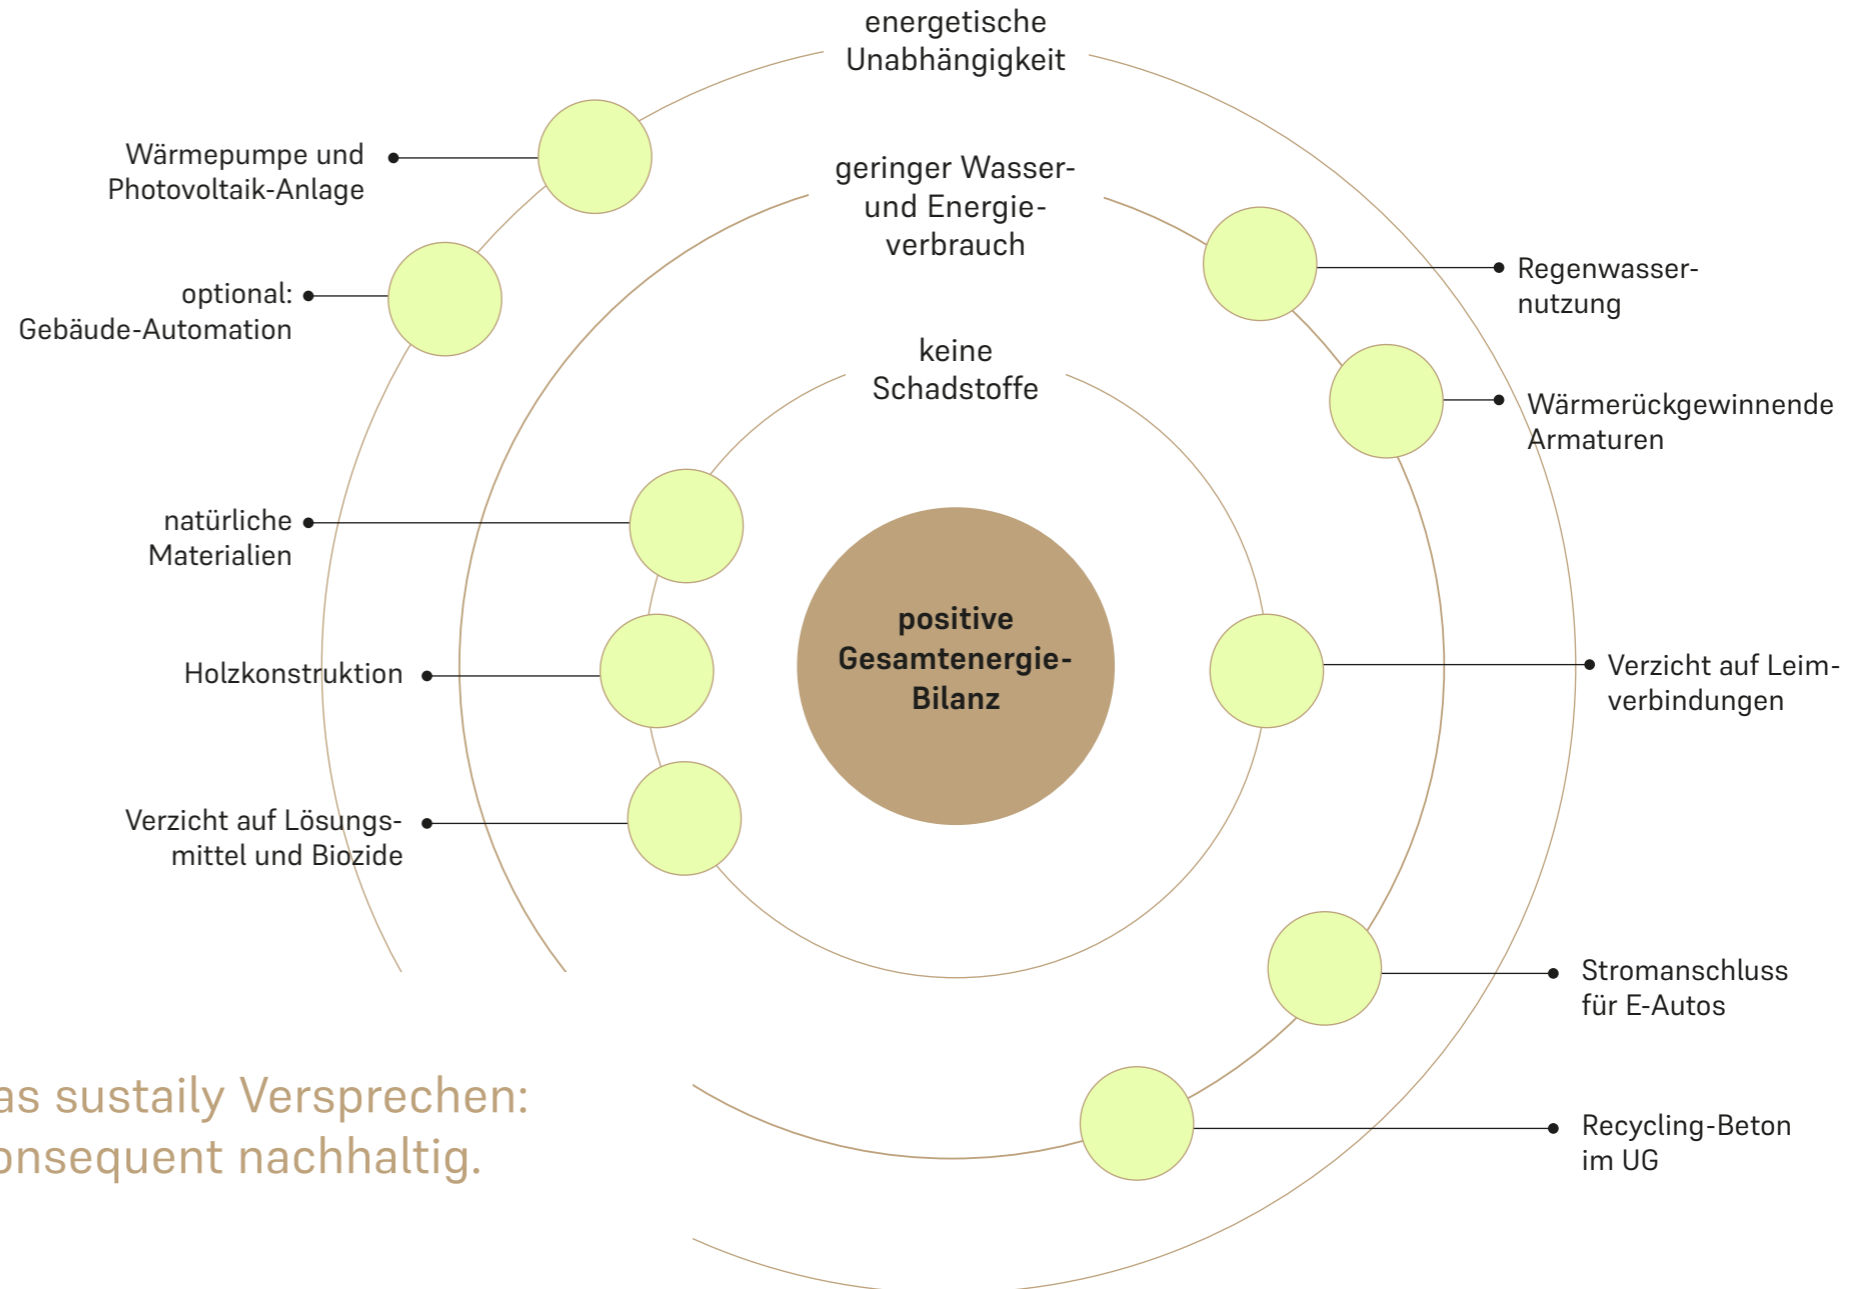 energetische
Unabhängigkeit
Wärmepumpe und
Photovoltaik-Anlage
optional:
Gebäude-Automation
geringer Wasser-
und Energie-
verbrauch
Regenwasser-
nutzung
Wärmerückgewinnende
Armaturen
keine
Schadstoffe
natürliche
Materialien
Holzkonstruktion
Verzicht auf Lösungs-
mittel und Biozide
positive
Gesamtenergie-
Bilanz
Verzicht auf Leim-
verbindungen
Stromanschluss
für E-Autos
Recycling-Beton
im UG
as sustaily Versprechen:
onsequent nachhaltig.